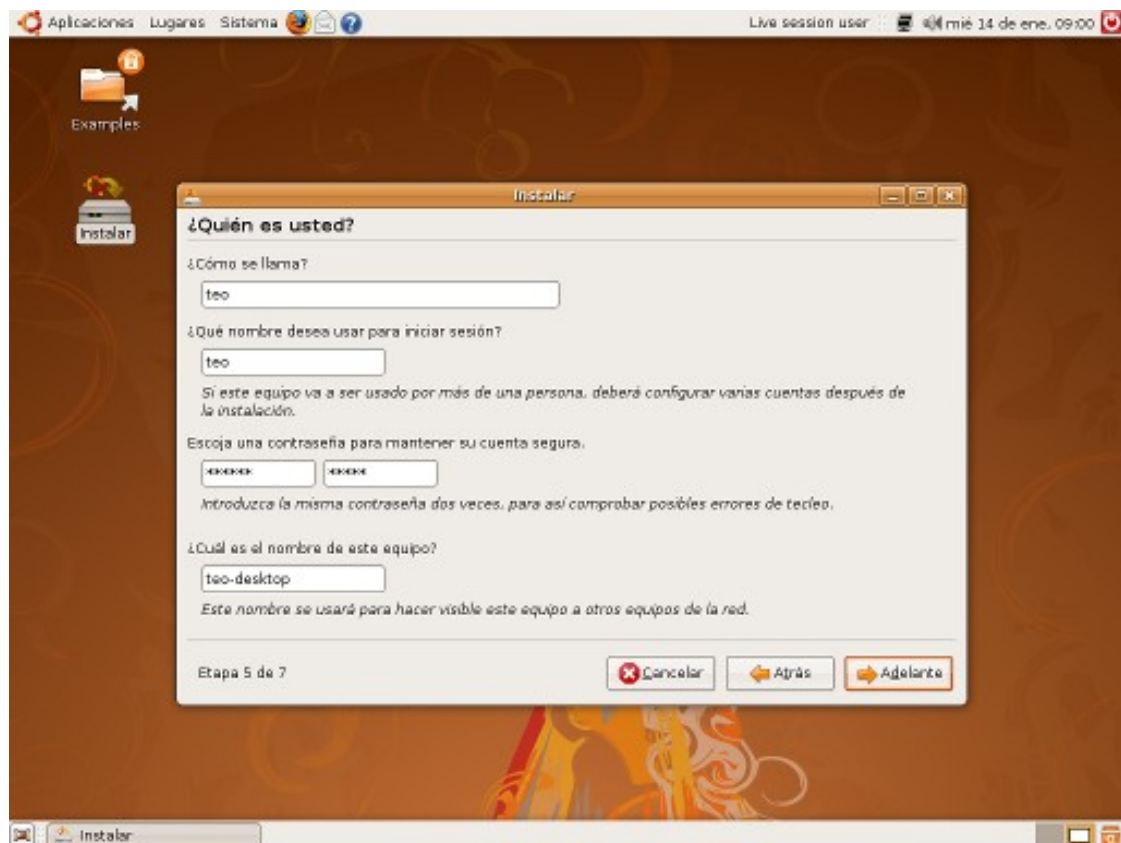 Aplicaciones Lugares Sistema
Live session user
mié 14 de ene, 09:00
Examples
Instalar
Instalar
¿Quién es usted?
¿Cómo se llama?
teo
¿Qué nombre desea usar para iniciar sesión?
teo
Si este equipo va a ser usado por más de una persona, deberá configurar varias cuentas después de
la instalación.
Escoja una contraseña para mantener su cuenta segura.
****** *****
Introduzca la misma contraseña dos veces, para así comprobar posibles errores de tecleo.
¿Cuál es el nombre de este equipo?
teo-desktop
Este nombre se usará para hacer visible este equipo a otros equipos de la red.
Etapa 5 de 7
Cancelar
Atrás
Adelante
Instalar